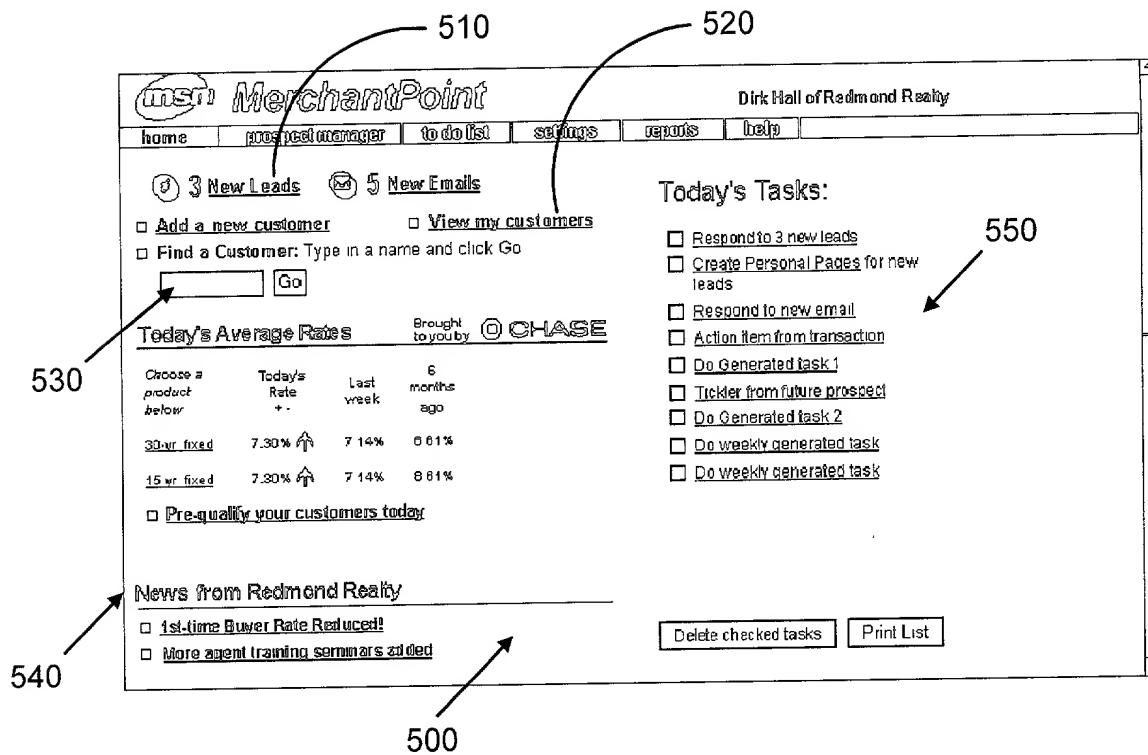 510
520
msn MerchantPoint
Dirk Hall of Redmond Realty
home prospect manager to do list settings reports help
3 New Leads 5 New Emails
□ Add a new customer □ View my customers
□ Find a Customer: Type in a name and click Go
Go
530
Today's Average Rates Brought to you by CHASE
Choose a product below
Today's Rate + -
Last week
6 months ago
30-yr fixed 7.30% 7 14% 6 61%
15 yr fixed 7.30% 7 14% 6 61%
□ Pre-qualify your customers today
News from Redmond Realty
□ 1st-time Buyer Rate Reduced!
□ More agent training seminars added
540
500
Today's Tasks:
550
□ Respond to 3 new leads
□ Create Personal Pages for new
leads
□ Respond to new email
□ Action item from transaction
□ Do Generated task 1
□ Tickler from future prospect
□ Do Generated task 2
□ Do weekly generated task
□ Do weekly generated task
Delete checked tasks Print List